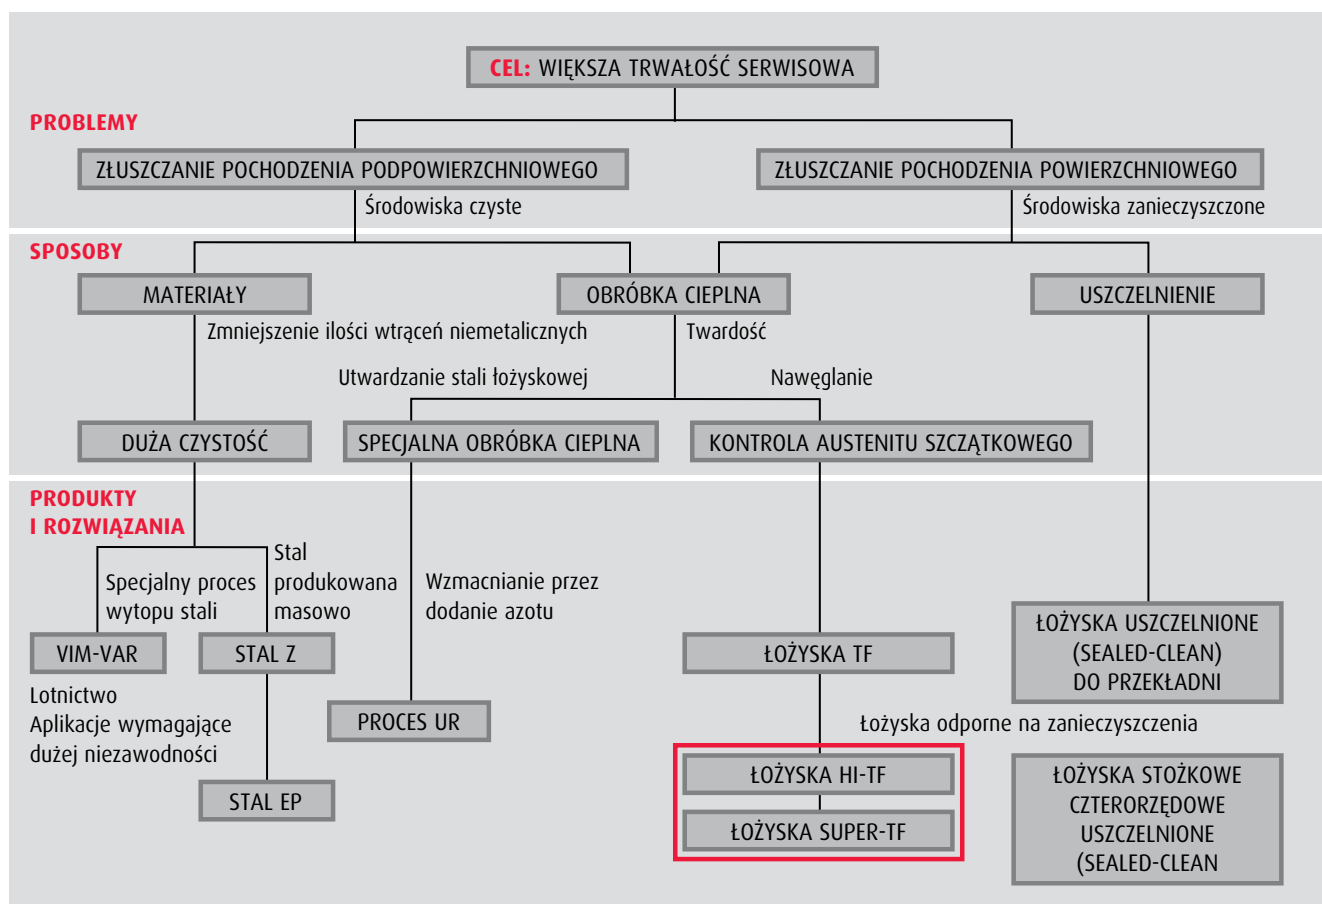 CEL: WIĘKSZA TRWAŁOŚĆ SERWISOWA
PROBLEMY
ZŁUSZCZANIE POCHODZENIA PODPOWIERZCHNIOWEGO
ZŁUSZCZANIE POCHODZENIA POWIERZCHNIOWEGO
Środowiska czyste
Środowiska zanieczyszczone
SPOSOBY
MATERIAŁY
OBRÓBKA CIEPLNA
USZCZELNIENIE
Zmniejszenie ilości wtrąceń niemetalicznych
Twardość
Utwardzanie stali łożyskowej
Nawęglanie
DUŻA CZYSTOŚĆ
SPECJALNA OBRÓBKA CIEPLNA
KONTROLA AUSTENITU SZCZĄTKOWEGO
PRODUKTY
I ROZWIĄZANIA
Specjalny proces
wytopu stali
Stal
produkowana
masowo
Wzmacnianie przez
dodanie azotu
VIM-VAR
STAL Z
ŁOŻYSKA TF
ŁOŻYSKA USZCZELNIONE
(SEALED-CLEAN)
DO PRZEKŁADNI
Lotnictwo
Aplikacje wymagające
dużej niezawodności
PROCES UR
Łożyska odporne na zanieczyszczenia
STAL EP
ŁOŻYSKA HI-TF
ŁOŻYSKA SUPER-TF
ŁOŻYSKA STOŻKOWE
CZTERORZĘDOWE
USZCZELNIONE
(SEALED-CLEAN